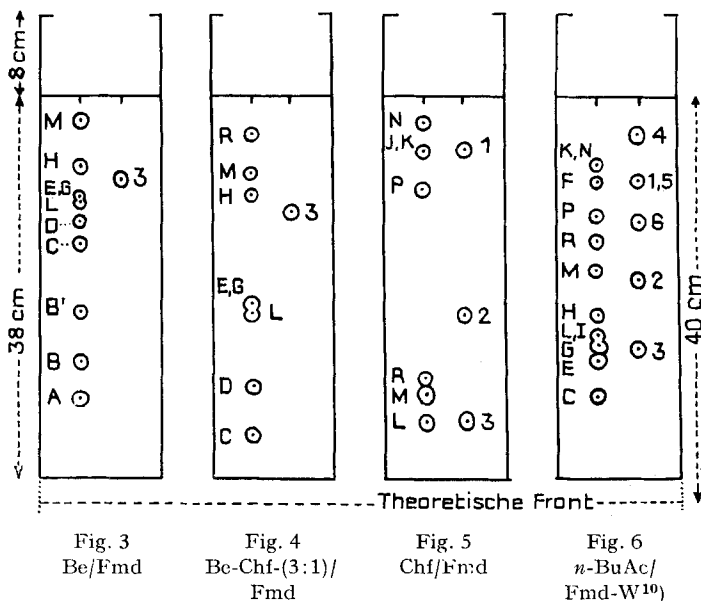 8 cm
38 cm
M
H
E,G
L
D
C
B'
B
A
3
R
M
H
3
E,G
L
D
C
N
J,K
1
P
2
R
M
L
3
4
K,N
F
1,5
P
6
R
M
2
H
L,I
G
3
E
C
40 cm
Theoretische Front
Fig. 3
Be/Fmd
Fig. 4
Be-Chf-(3:1)/
Fmd
Fig. 5
Chf/Fmd
Fig. 6
n-BuAc/
Fmd-W10)